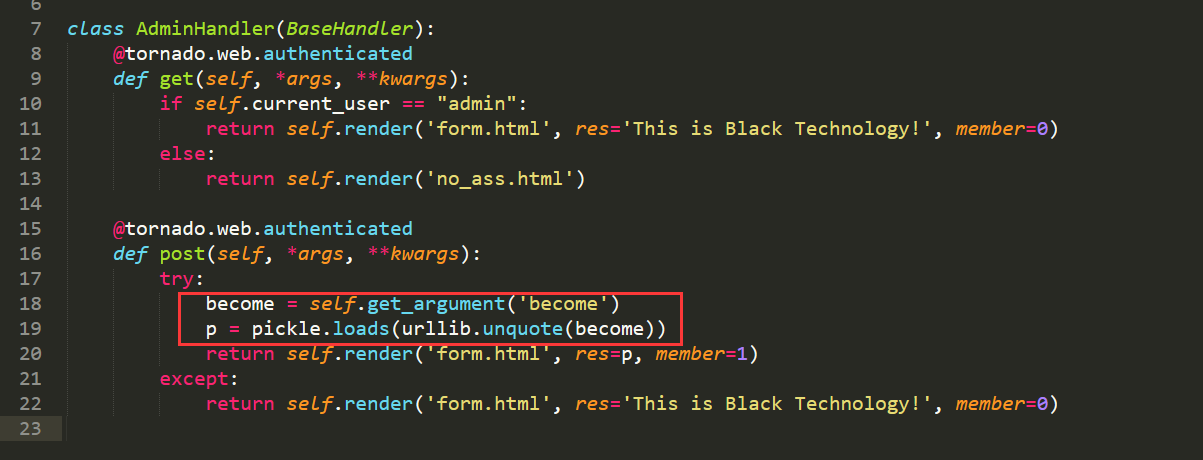 6
7 class AdminHandler(BaseHandler):
8     @tornado.web.authenticated
9     def get(self, *args, **kwargs):
10         if self.current_user == "admin":
11             return self.render('form.html', res='This is Black Technology!', member=0)
12         else:
13             return self.render('no_ass.html')
14
15     @tornado.web.authenticated
16     def post(self, *args, **kwargs):
17         try:
18             become = self.get_argument('become')
19             p = pickle.loads(urllib.unquote(become))
20             return self.render('form.html', res=p, member=1)
21         except:
22             return self.render('form.html', res='This is Black Technology!', member=0)
23